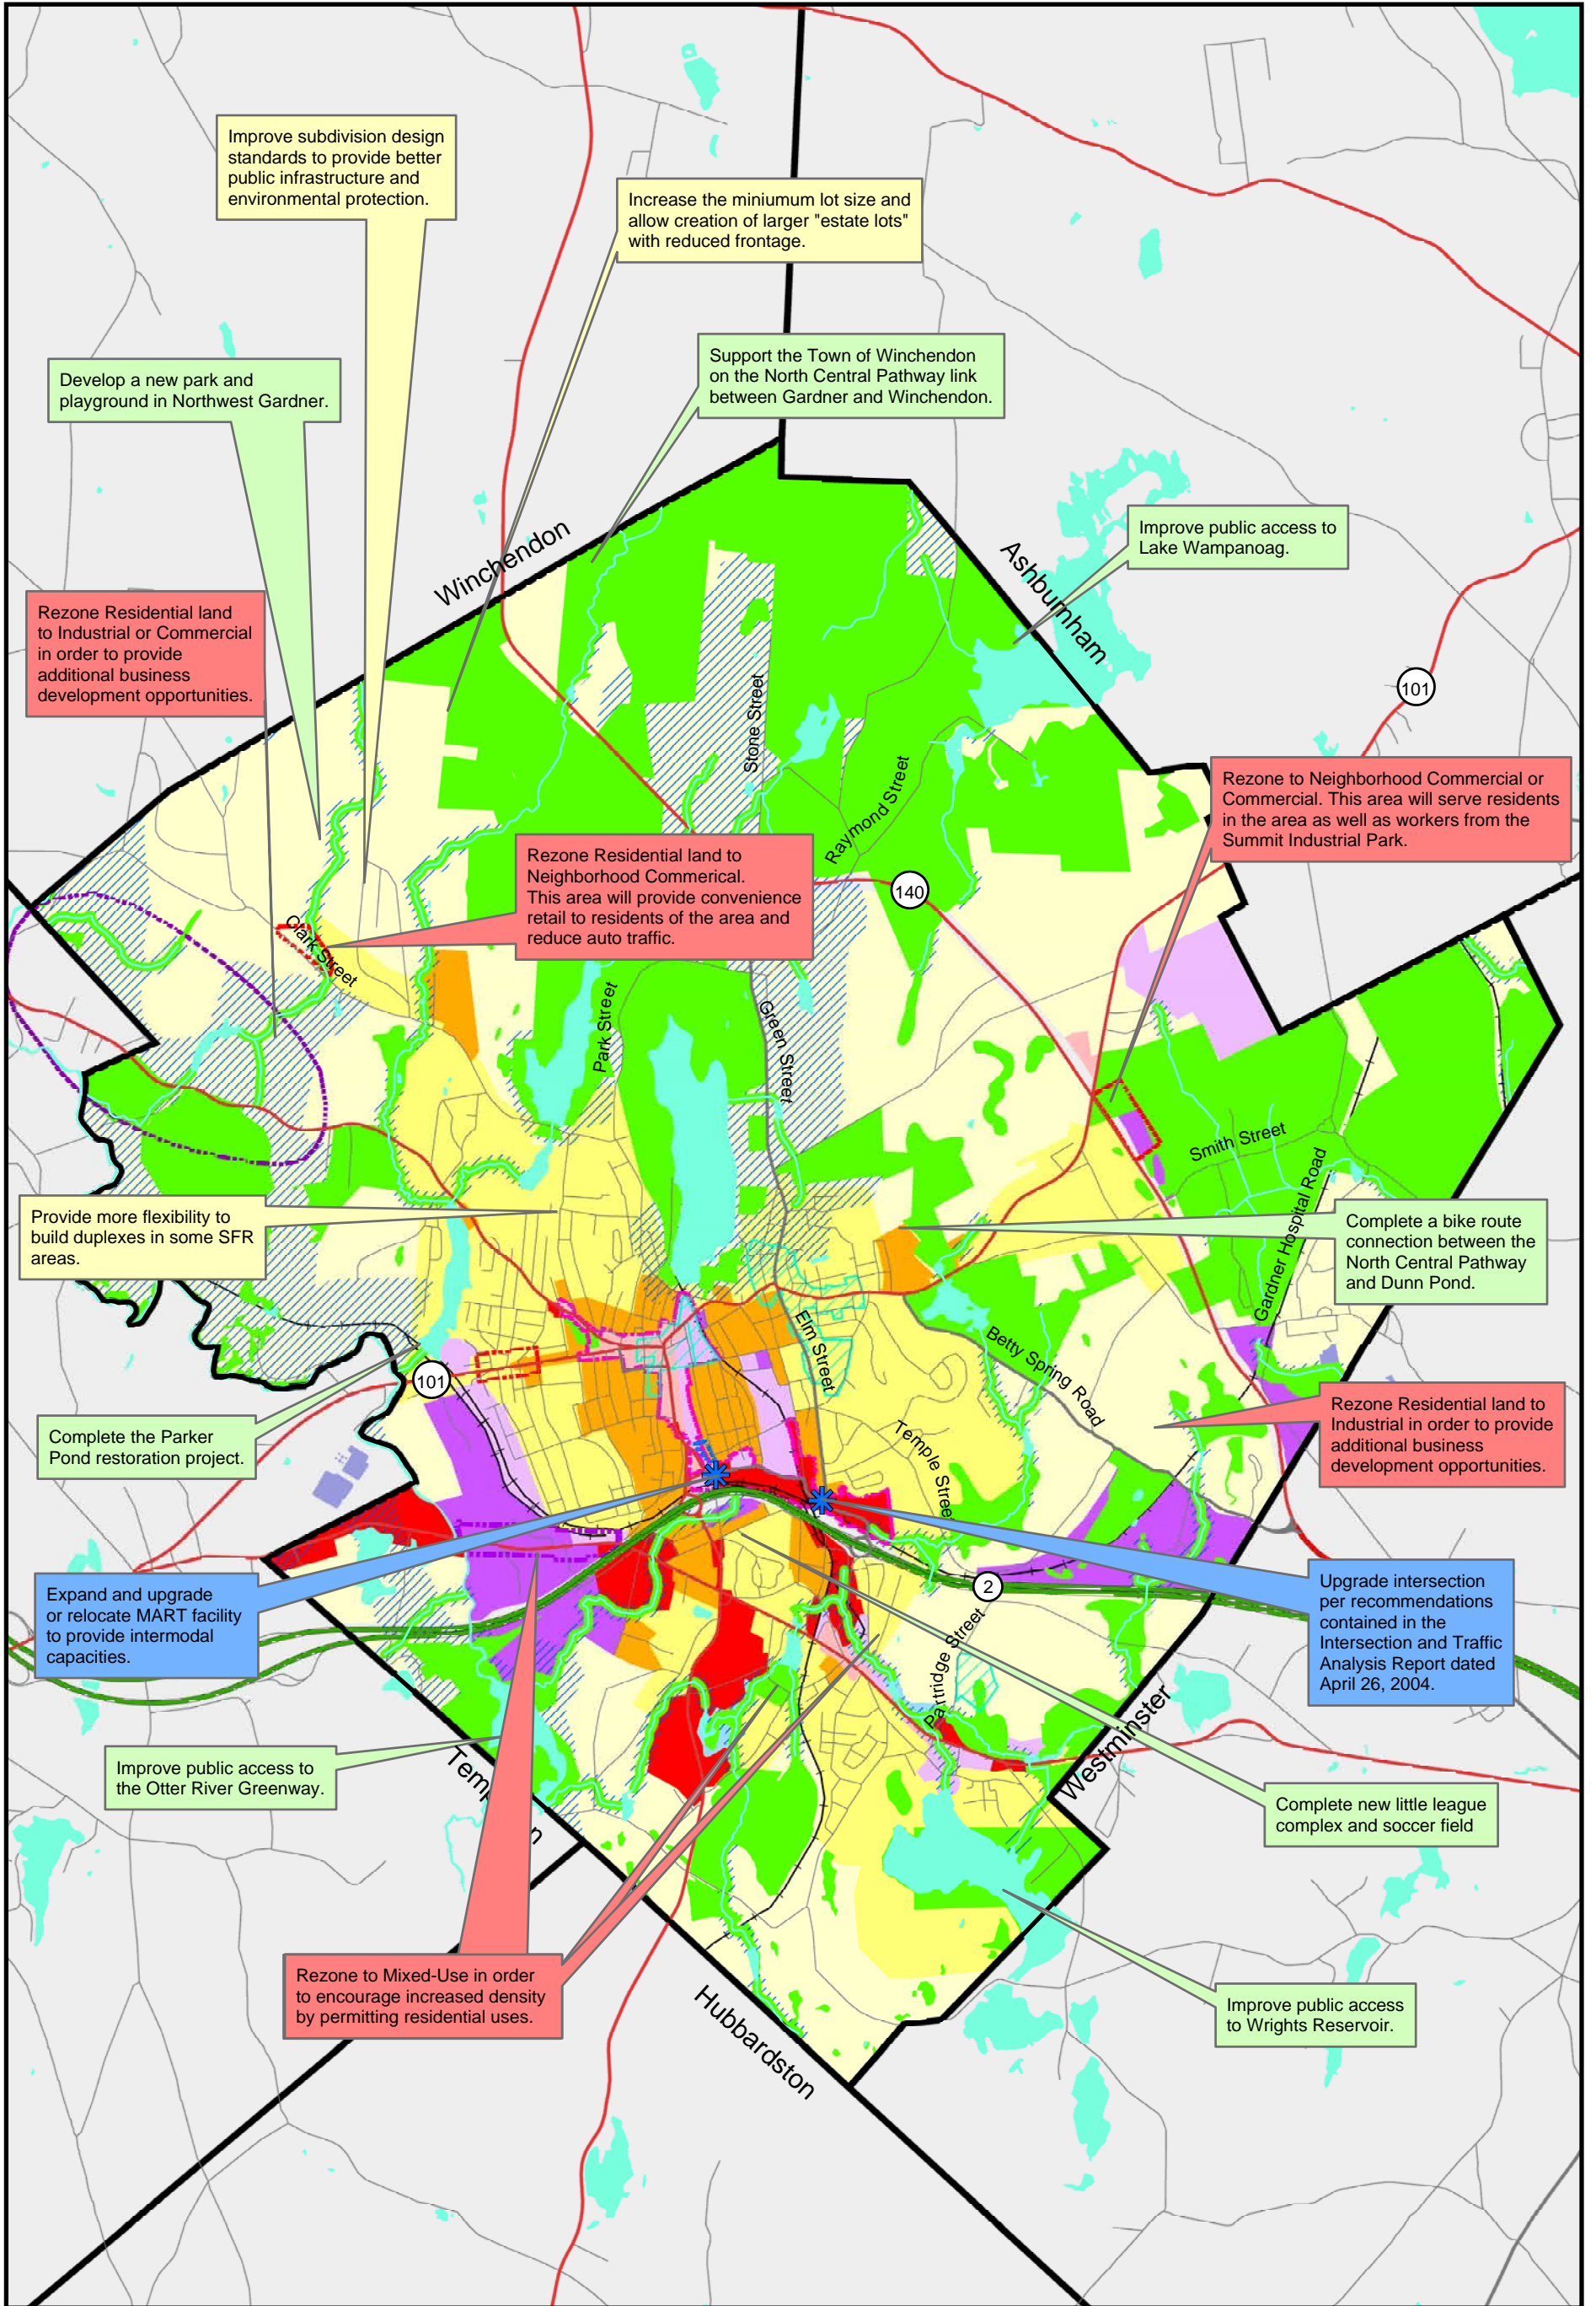 Improve subdivision design
standards to provide better
public infrastructure and
environmental protection.
Increase the miniumum lot size and
allow creation of larger "estate lots"
with reduced frontage.
Support the Town of Winchendon
on the North Central Pathway link
between Gardner and Winchendon.
Develop a new park and
playground in Northwest Gardner.
Improve public access to
Lake Wampanoag.
Winchendon
Ashburnham
Rezone Residential land
to Industrial or Commercial
in order to provide
additional business
development opportunities.
101
Stone Street
Raymond Street
Rezone to Neighborhood Commercial or
Commercial. This area will serve residents
in the area as well as workers from the
Summit Industrial Park.
Rezone Residential land to
Neighborhood Commerical.
This area will provide convenience
retail to residents of the area and
reduce auto traffic.
140
Clark Street
Park Street
Green Street
Smith Street
Gardner Hospital Road
Provide more flexibility to
build duplexes in some SFR
areas.
Complete a bike route
connection between the
North Central Pathway
and Dunn Pond.
Elm Street
Betty Spring Road
101
Complete the Parker
Pond restoration project.
Temple Street
Rezone Residential land to
Industrial in order to provide
additional business
development opportunities.
Expand and upgrade
or relocate MART facility
to provide intermodal
capacities.
2
Upgrade intersection
per recommendations
contained in the
Intersection and Traffic
Analysis Report dated
April 26, 2004.
Partridge Street
Westminster
Improve public access to
the Otter River Greenway.
Complete new little league
complex and soccer field
Rezone to Mixed-Use in order
to encourage increased density
by permitting residential uses.
Hubbardston
Improve public access
to Wrights Reservoir.